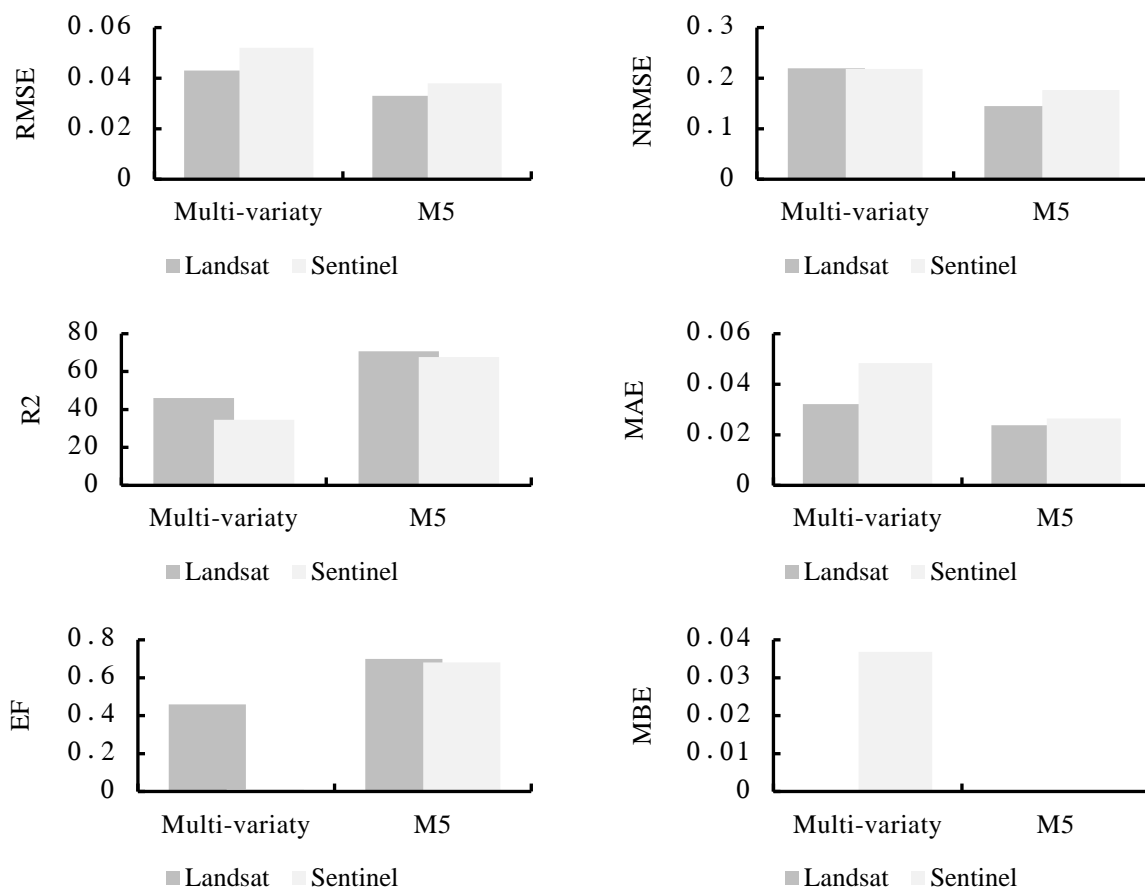 0.06
0.04
0.02
0
RMSE
Multi-variaty M5
Landsat Sentinel
0.3
0.2
0.1
0
NRMSE
Multi-variaty M5
Landsat Sentinel
80
60
40
20
0
R2
Multi-variaty M5
Landsat Sentinel
0.06
0.04
0.02
0
MAE
Multi-variaty M5
Landsat Sentinel
0.8
0.6
0.4
0.2
0
EF
Multi-variaty M5
Landsat Sentinel
0.04
0.03
0.02
0.01
0
MBE
Multi-variaty M5
Landsat Sentinel